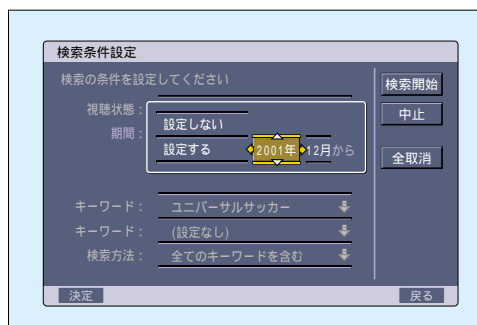 検索条件設定
検索の条件を設定してください
検索開始
視聴状態：
中止
期間：
設定しない
設定する 2001年 12月から
全取消
キーワード： ユニバーサルサッカー
キーワード： (設定なし)
検索方法： 全てのキーワードを含む
決定 戻る